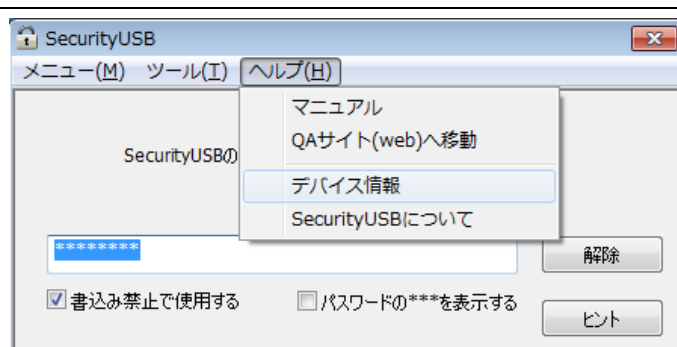 SecurityUSB
メニュー(M) ツール(T) ヘルプ(H)
マニュアル
QAサイト(web)へ移動
デバイス情報
SecurityUSBについて
SecurityUSBの
********
解除
書込み禁止で使用する
パスワードの***を表示する
ヒント